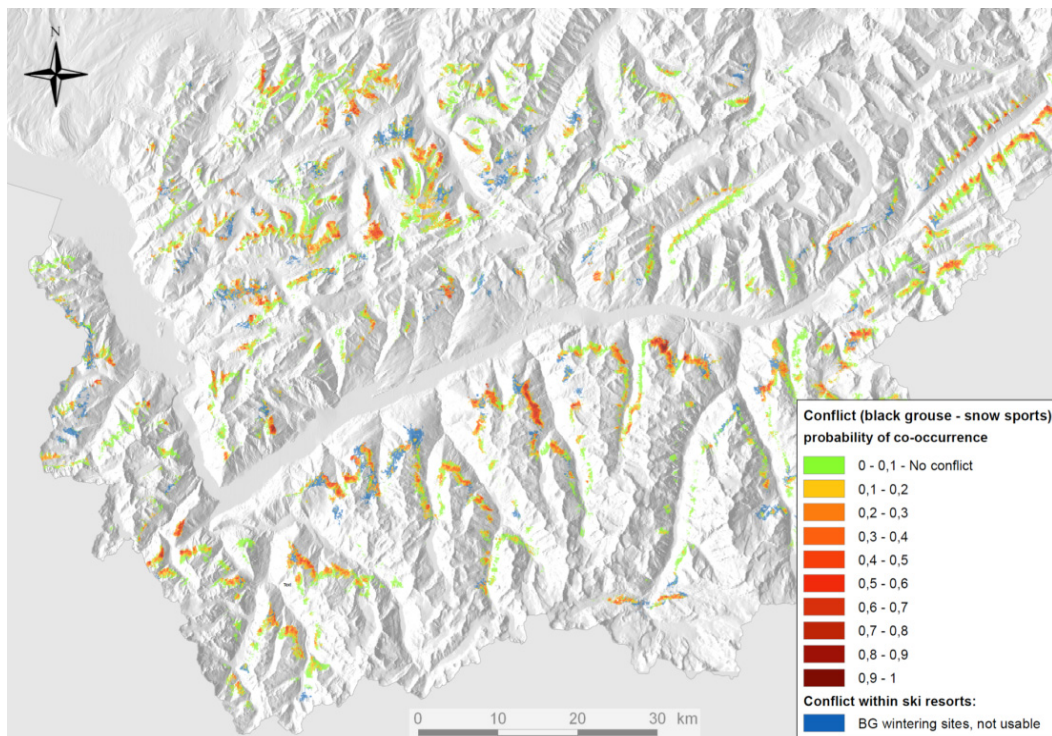 N
Text
Conflict (black grouse - snow sports)
probability of co-occurrence
0 - 0,1 - No conflict
0,1 - 0,2
0,2 - 0,3
0,3 - 0,4
0,4 - 0,5
0,5 - 0,6
0,6 - 0,7
0,7 - 0,8
0,8 - 0,9
0,9 - 1
Conflict within ski resorts:
BG wintering sites, not usable
0 10 20 30 km